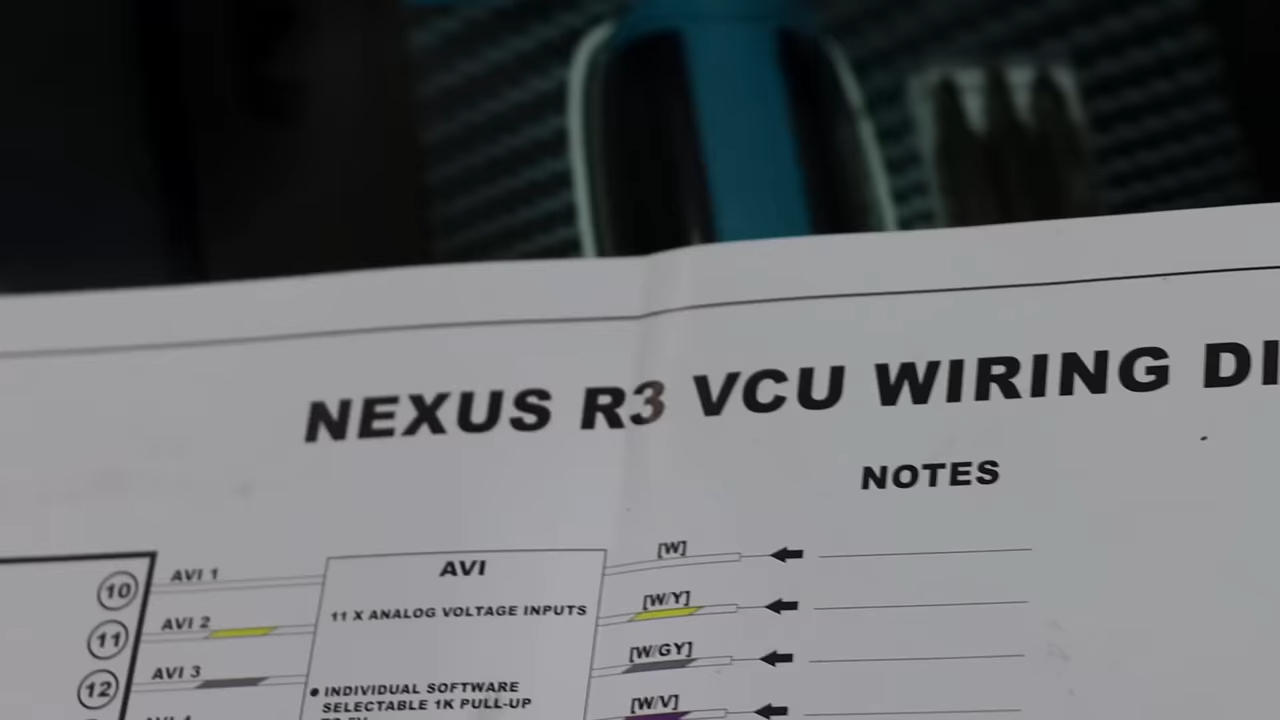 NEXUS R3 VCU WIRING DI
NOTES
AVI
11 X ANALOG VOLTAGE INPUTS
● INDIVIDUAL SOFTWARE
SELECTABLE 1K PULL-UP
10 AVI 1 [W]
11 AVI 2 [W/Y]
12 AVI 3 [W/GY]
[W/V]